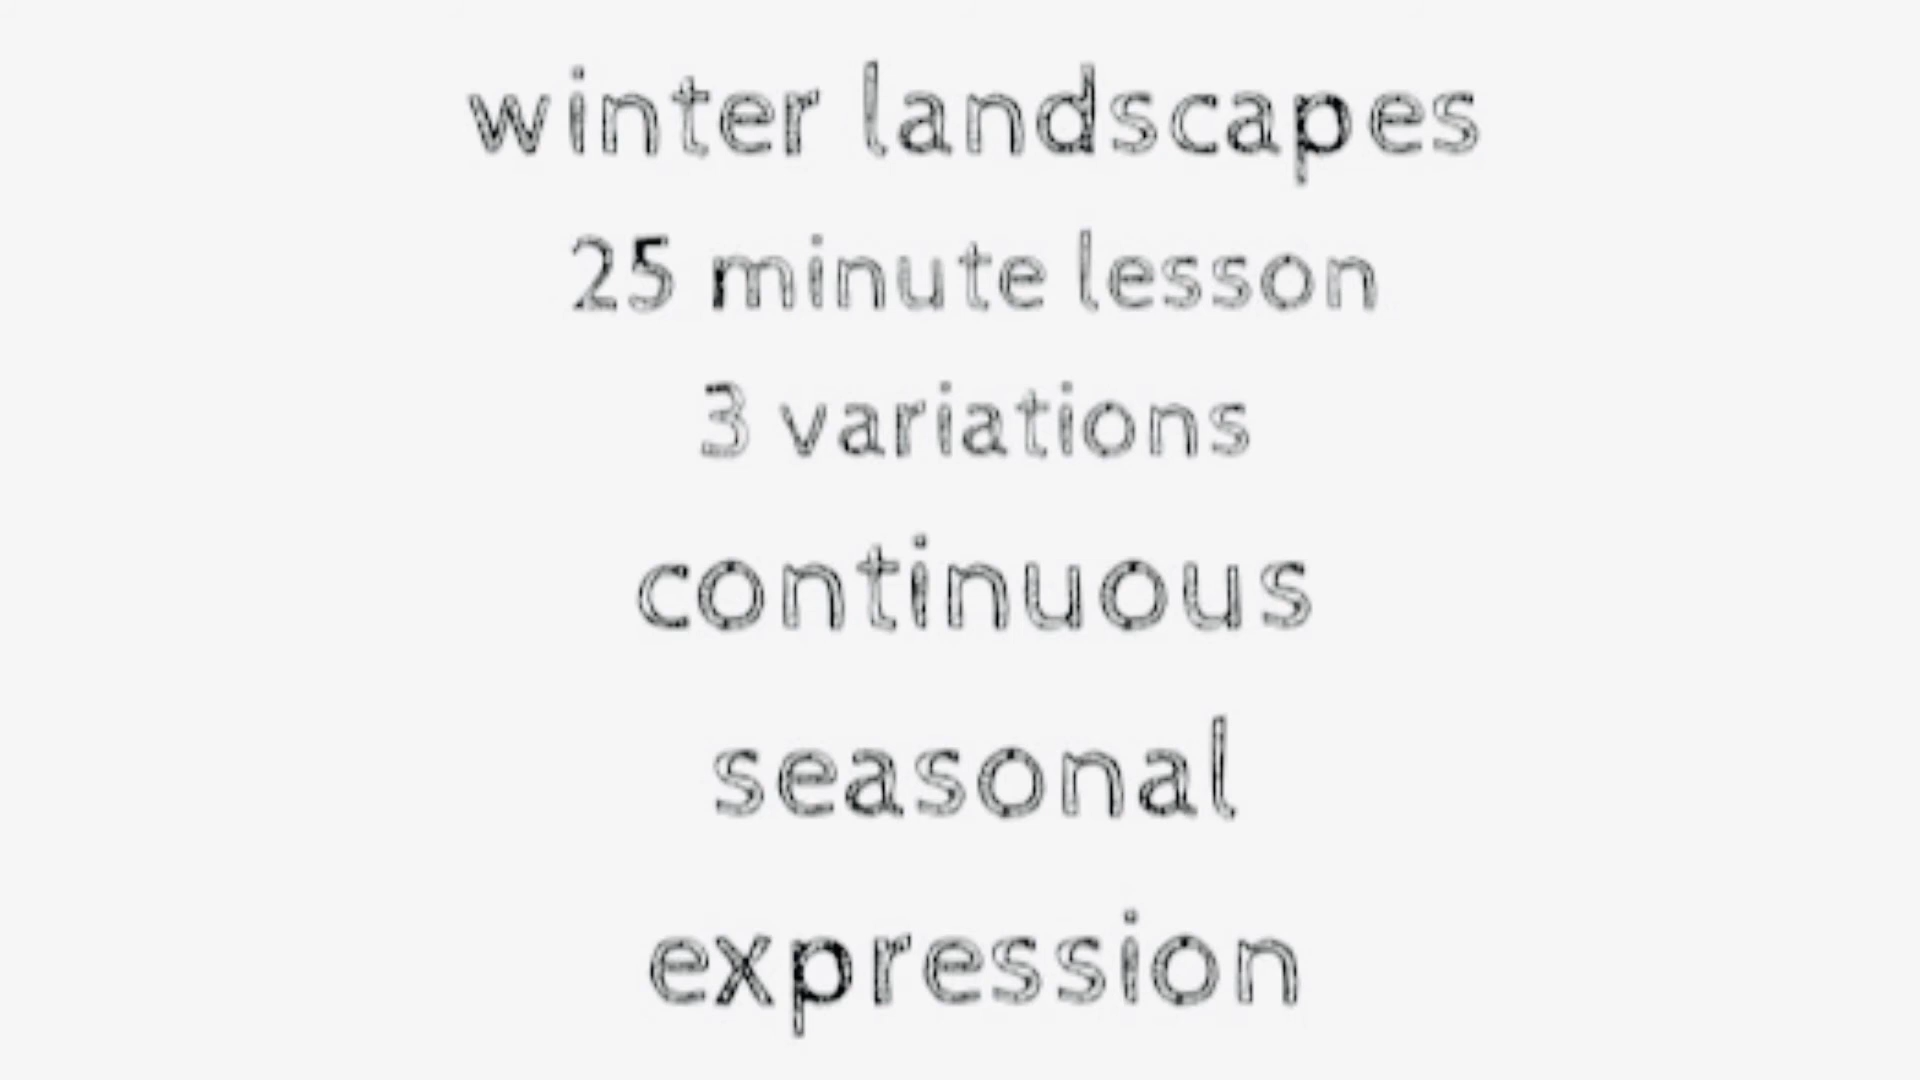 winter landscapes
25 minute lesson
3 variations
continuous
seasonal
expression